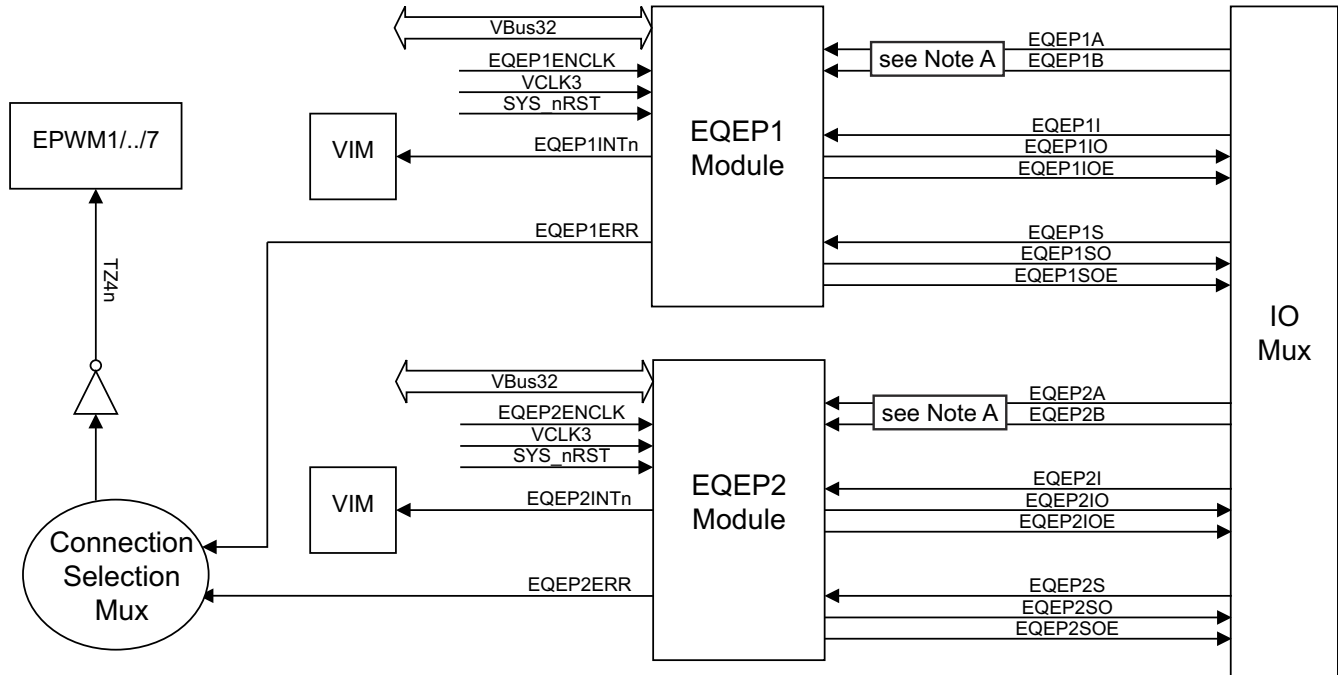 VBus32
EQEP1ENCLK
VCLK3
SYS_nRST
EQEP1INTn
EQEP1ERR
VIM
EPWM1/../7
TZ4n
EQEP1
Module
see Note A
EQEP1A
EQEP1B
EQEP1I
EQEP1IO
EQEP1IOE
EQEP1S
EQEP1SO
EQEP1SOE
IO
Mux
VBus32
EQEP2ENCLK
VCLK3
SYS_nRST
EQEP2INTn
EQEP2ERR
VIM
Connection
Selection
Mux
EQEP2
Module
see Note A
EQEP2A
EQEP2B
EQEP2I
EQEP2IO
EQEP2IOE
EQEP2S
EQEP2SO
EQEP2SOE